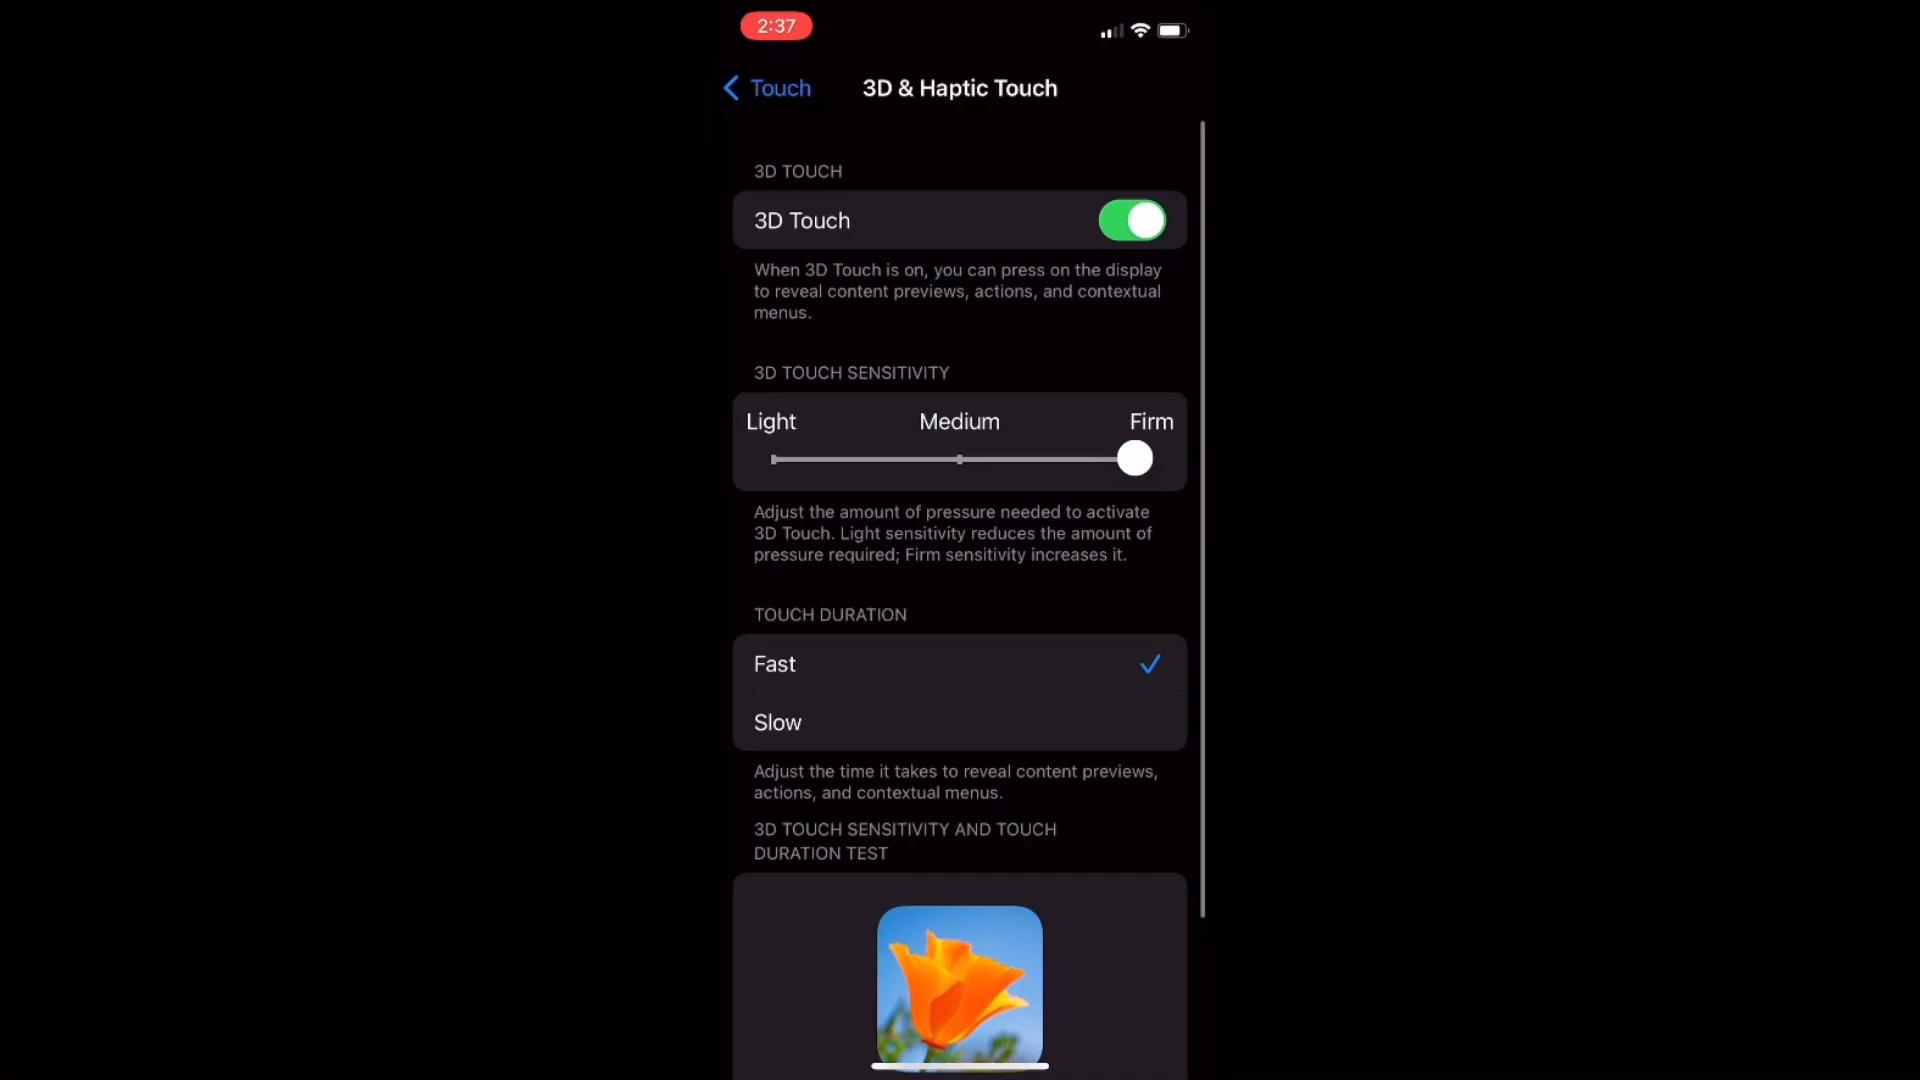 2:37
Touch
3D & Haptic Touch
3D TOUCH
3D Touch
When 3D Touch is on, you can press on the display
to reveal content previews, actions, and contextual
menus.
3D TOUCH SENSITIVITY
Light Medium Firm
Adjust the amount of pressure needed to activate
3D Touch. Light sensitivity reduces the amount of
pressure required; Firm sensitivity increases it.
TOUCH DURATION
Fast
Slow
Adjust the time it takes to reveal content previews,
actions, and contextual menus.
3D TOUCH SENSITIVITY AND TOUCH
DURATION TEST